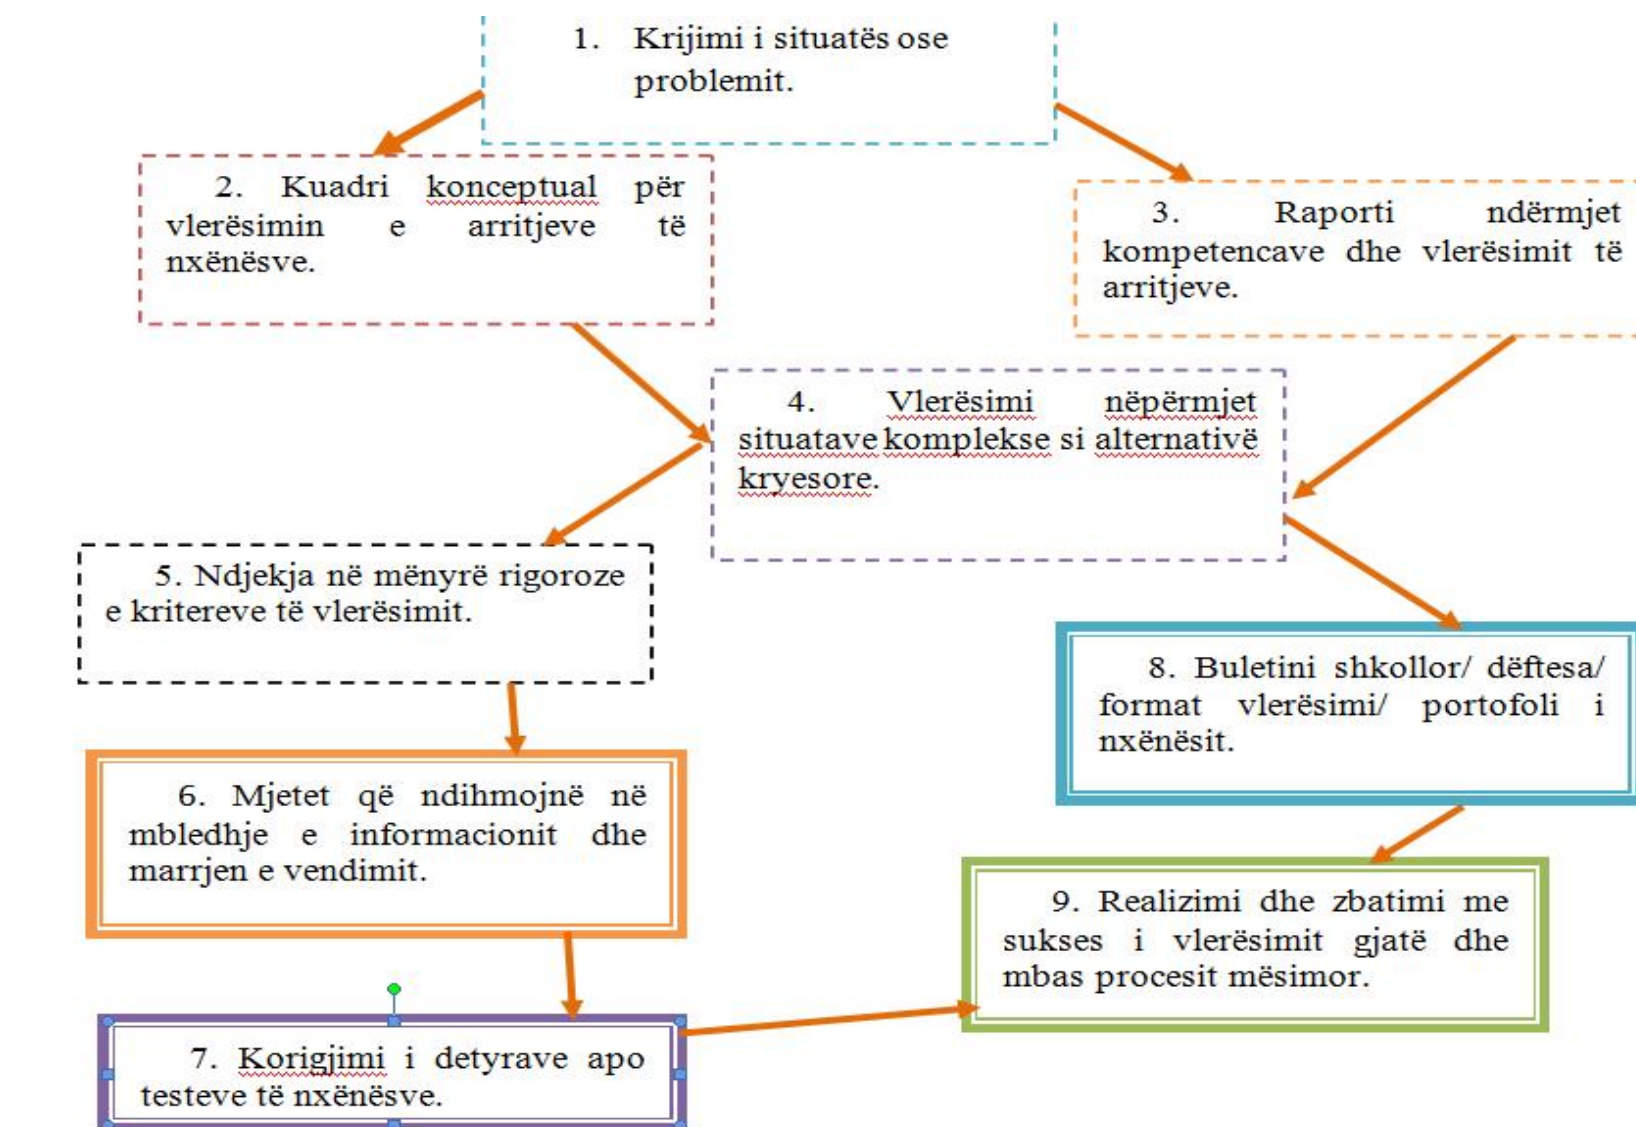 1. Krijimi i situatës ose
problemit.
2. Kuadri konceptual për
vlerësimin e arritjeve të
nxënësve.
3. Raporti ndërmjet
kompetencave dhe vlerësimit të
arritjeve.
4. Vlerësimi nëpërmjet
situatave komplekse si alternativë
kryesore.
5. Ndjekja në mënyrë rigoroze
e kritereve të vlerësimit.
8. Buletini shkollor/ dëftesa/
format vlerësimi/ portofoli i
nxënësit.
6. Mjetet që ndihmojnë në
mbledhje e informacionit dhe
marrjen e vendimit.
9. Realizimi dhe zbatimi me
sukses i vlerësimit gjatë dhe
mbas procesit mësimor.
7. Korigjimi i detyrave apo
testeve të nxënësve.